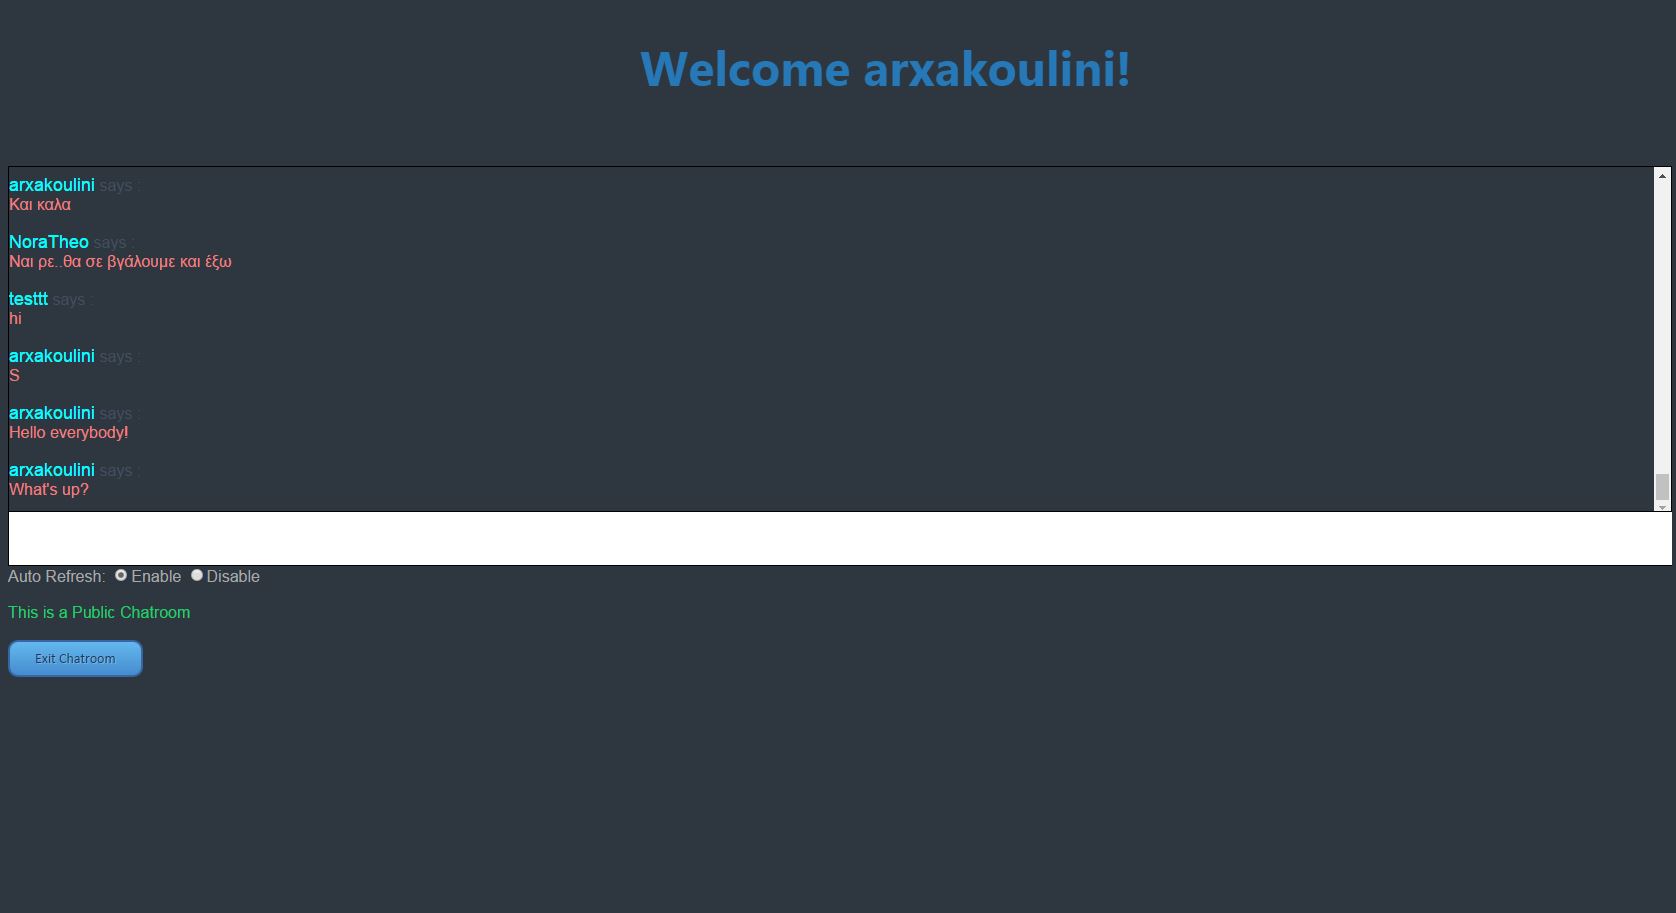 Welcome arxakoulini!
arxakoulini says :
Και καλα
NoraTheo says :
Ναι ρε..θα σε βγάλουμε και έξω
testtt says :
hi
arxakoulini says :
S
arxakoulini says :
Hello everybody!
arxakoulini says :
What's up?
Auto Refresh: Enable Disable
This is a Public Chatroom
Exit Chatroom